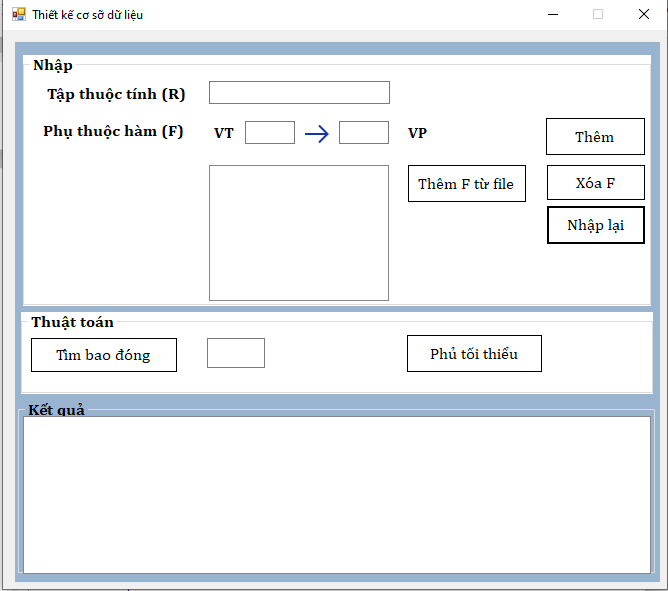 Thiết kế cơ sở dữ liệu
Nhập
Tập thuộc tính (R)
Phụ thuộc hàm (F)
VT
VP
Thêm
Thêm F từ file
Xóa F
Nhập lại
Thuật toán
Tìm bao đóng
Phủ tối thiểu
Kết quả